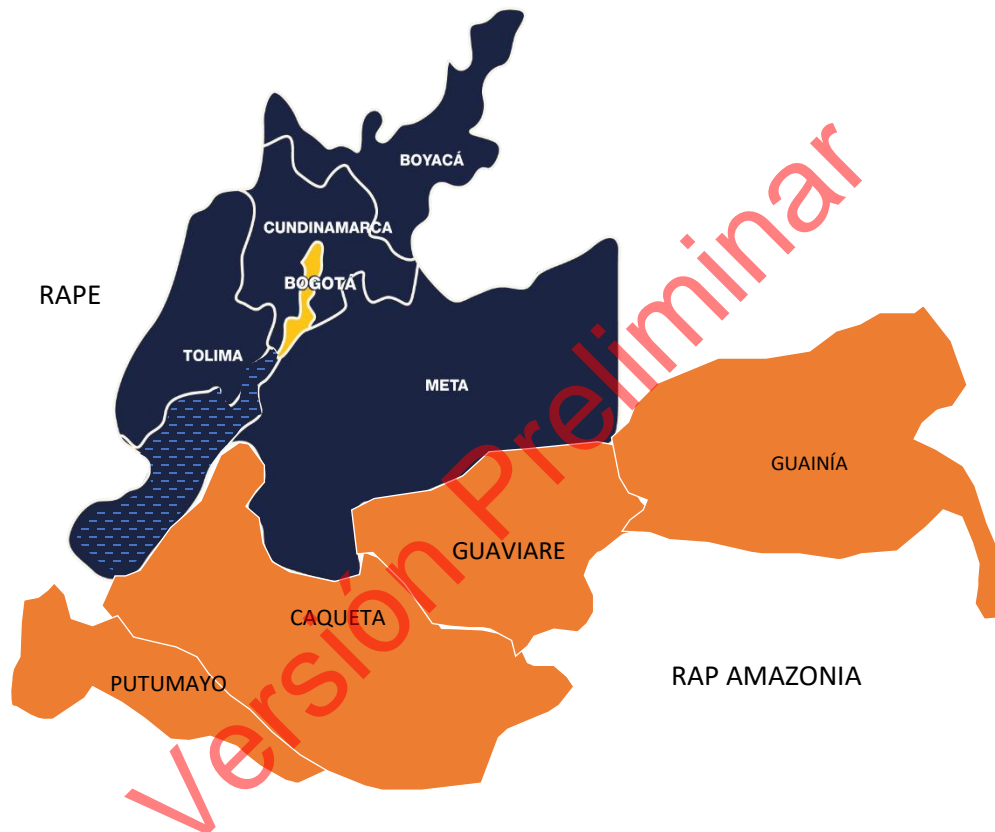 BOYACÁ
CUNDINAMARCA
BOGOTÁ
RAPE
TOLIMA
META
GUAINÍA
GUAVIARE
CAQUETA
RAP AMAZONIA
PUTUMAYO
Versión Preliminar